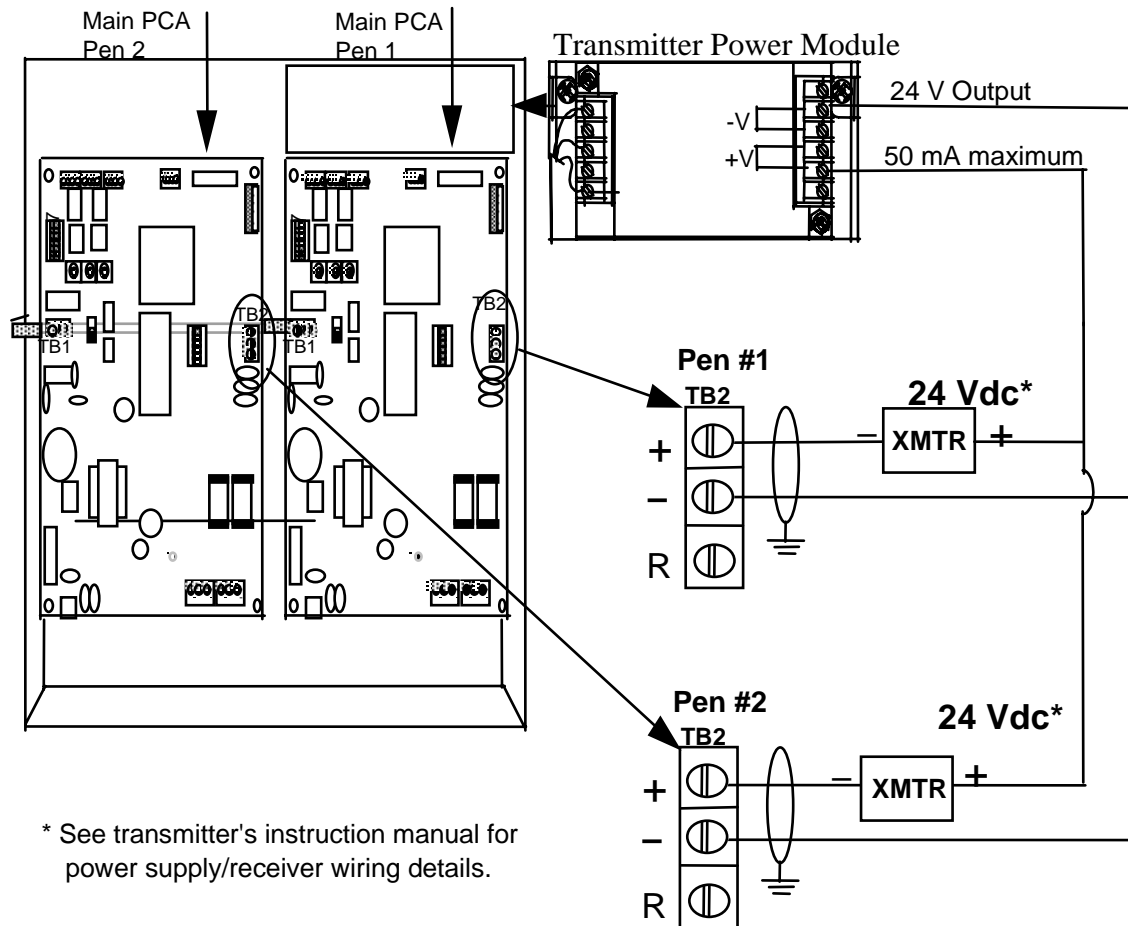 Main PCA
Pen 2
Main PCA
Pen 1
Transmitter Power Module
24 V Output
-V
+V
50 mA maximum
TB2
TB2
TB1
TB1
Pen #1
TB2
24 Vdc*
+
−
XMTR
+
−
R
Pen #2
TB2
24 Vdc*
+
−
XMTR
+
−
R
* See transmitter's instruction manual for
power supply/receiver wiring details.